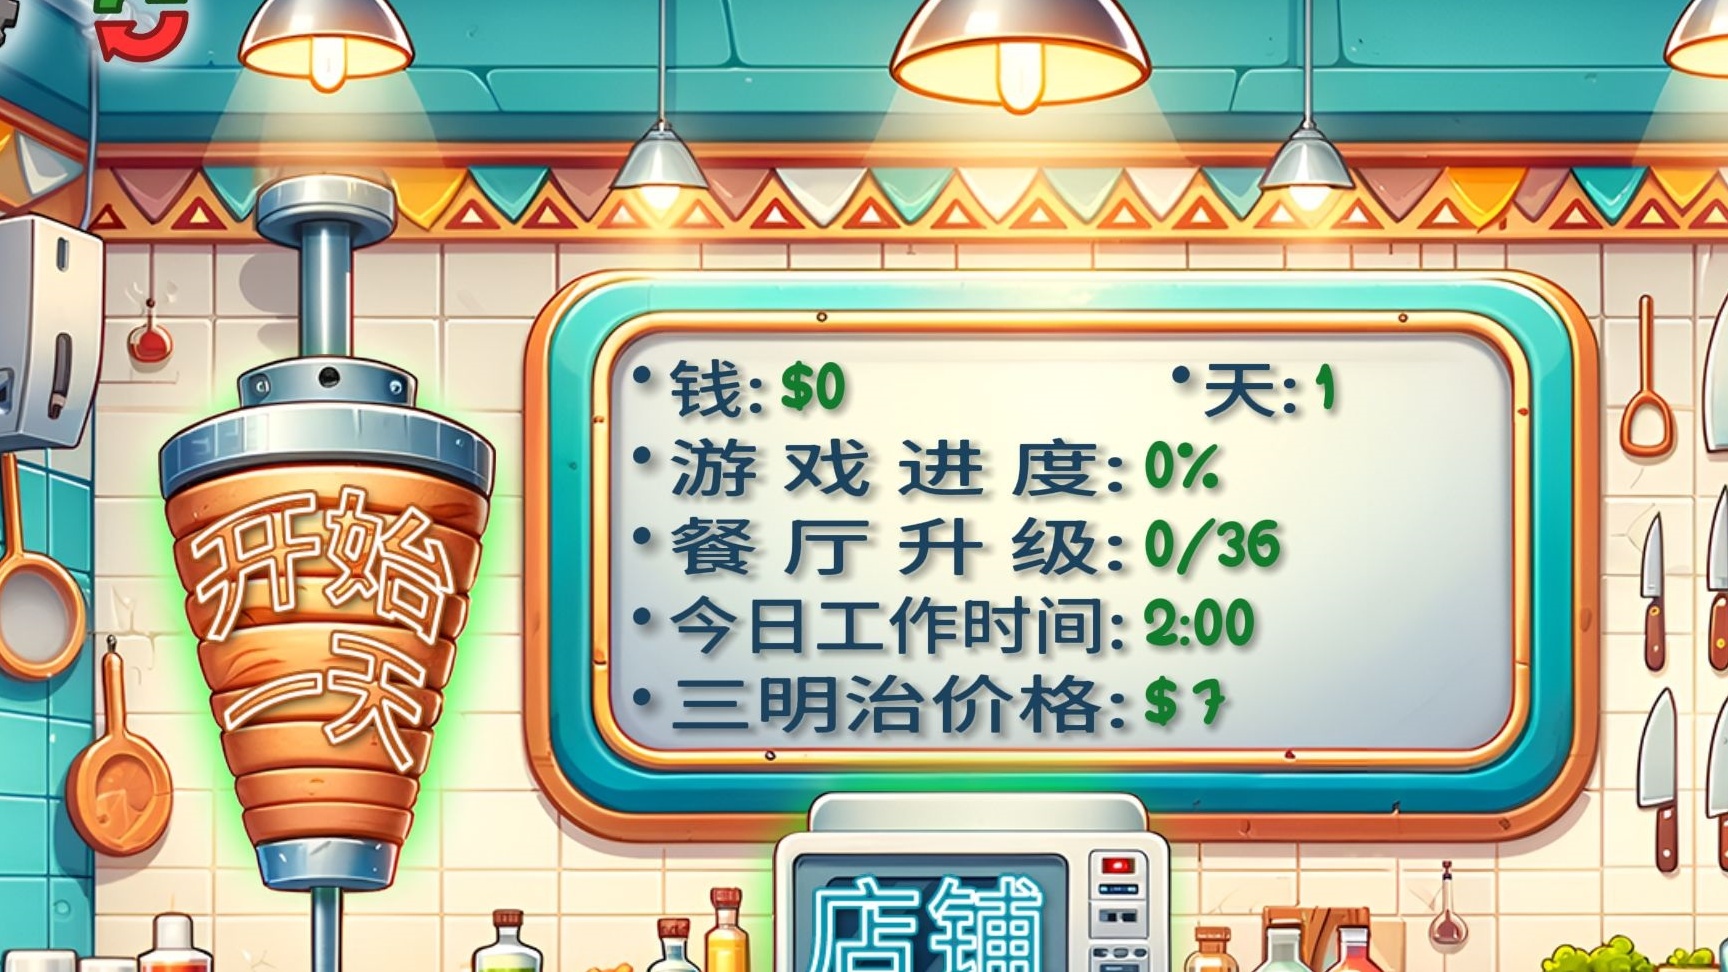 钱: $0
天: 1
游戏进度: 0%
餐厅升级: 0/36
今日工作时间: 2:00
三明治价格: $7
开始
一天
店铺